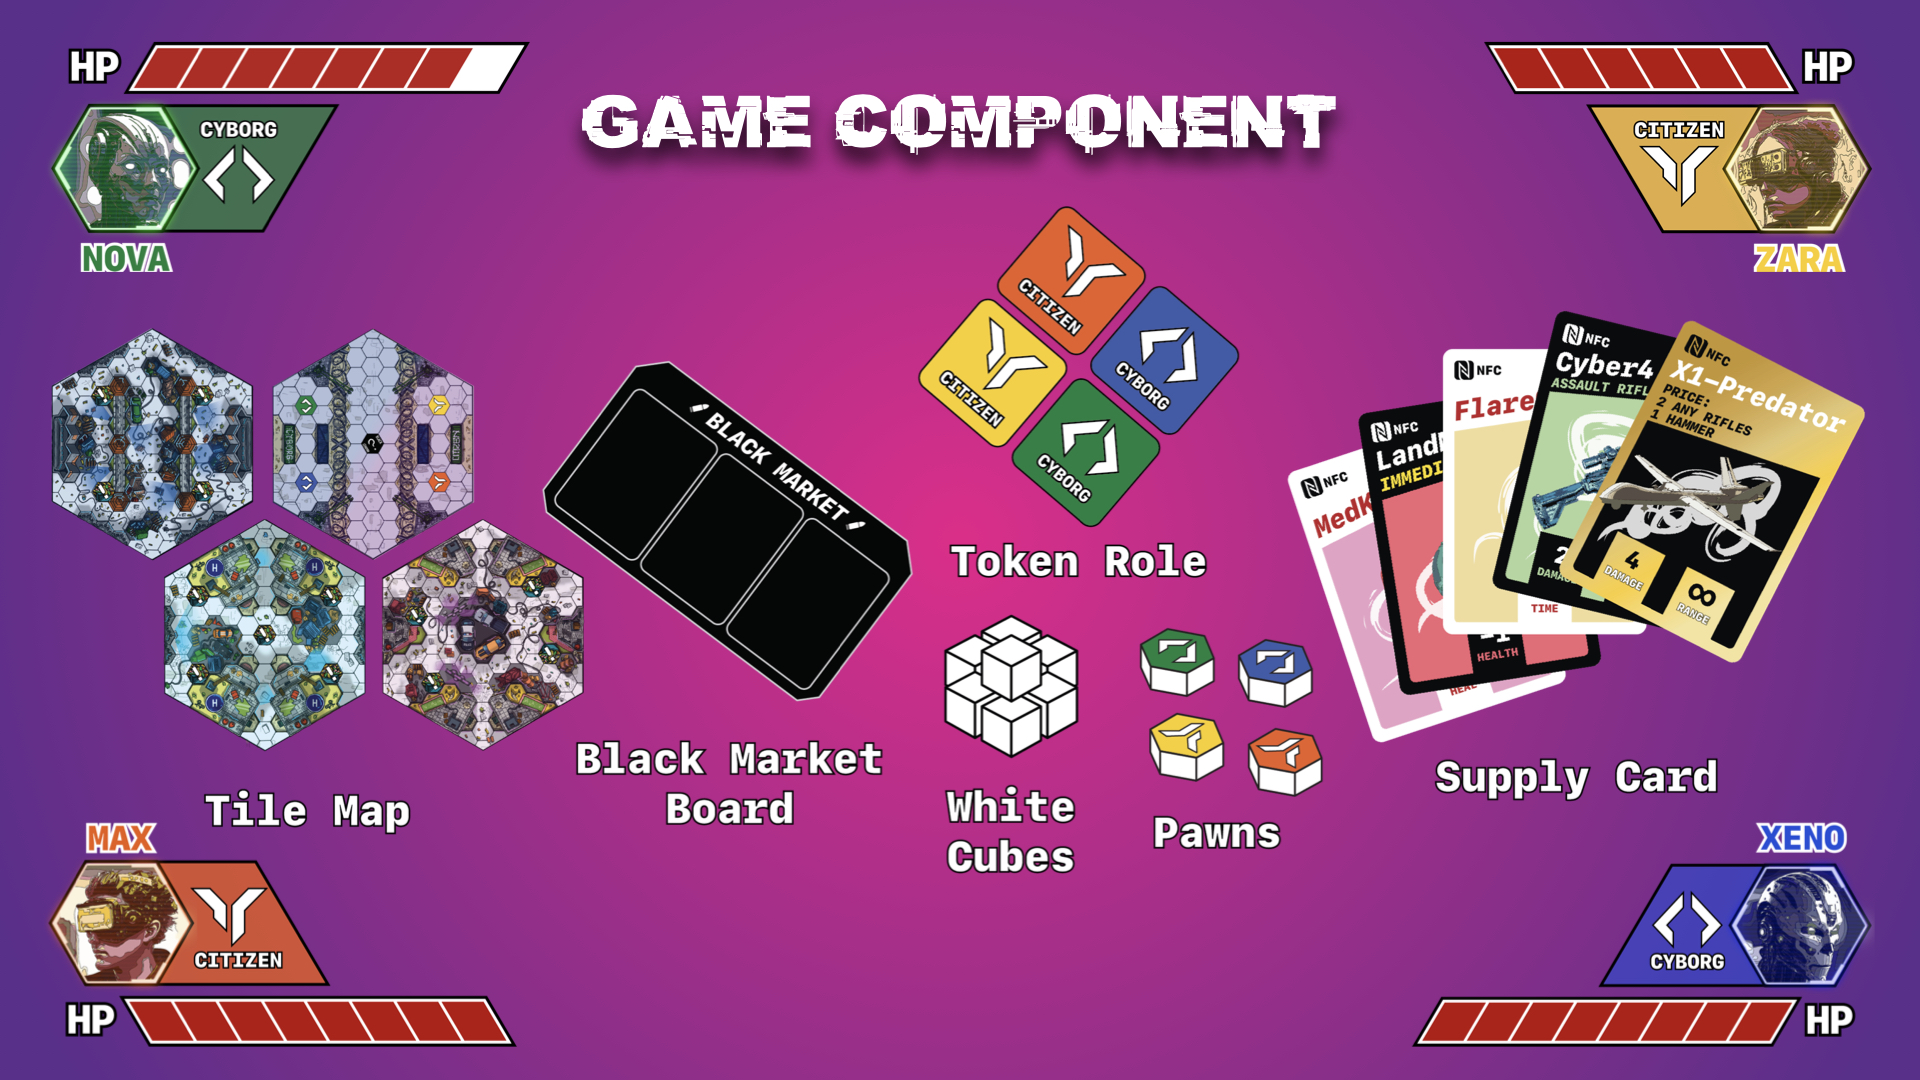 HP
CYBORG
NOVA
GAME COMPONENT
HP
CITIZEN
ZARA
CITIZEN
CITIZEN
CYBORG
CYBORG
Token Role
BLACK MARKET
Black Market
Board
Tile Map
White
Cubes
Pawns
NFC
MedK
NFC
Land
IMMEDI
HEALTH
NFC
Flare
TIME
NFC
Cyber4
ASSAULT RIFL
2
NFC
X1-Predator
PRICE:
2 ANY RIFLES
1 HAMMER
4
DAMAGE
∞
RANGE
Supply Card
MAX
CITIZEN
HP
XENO
CYBORG
HP